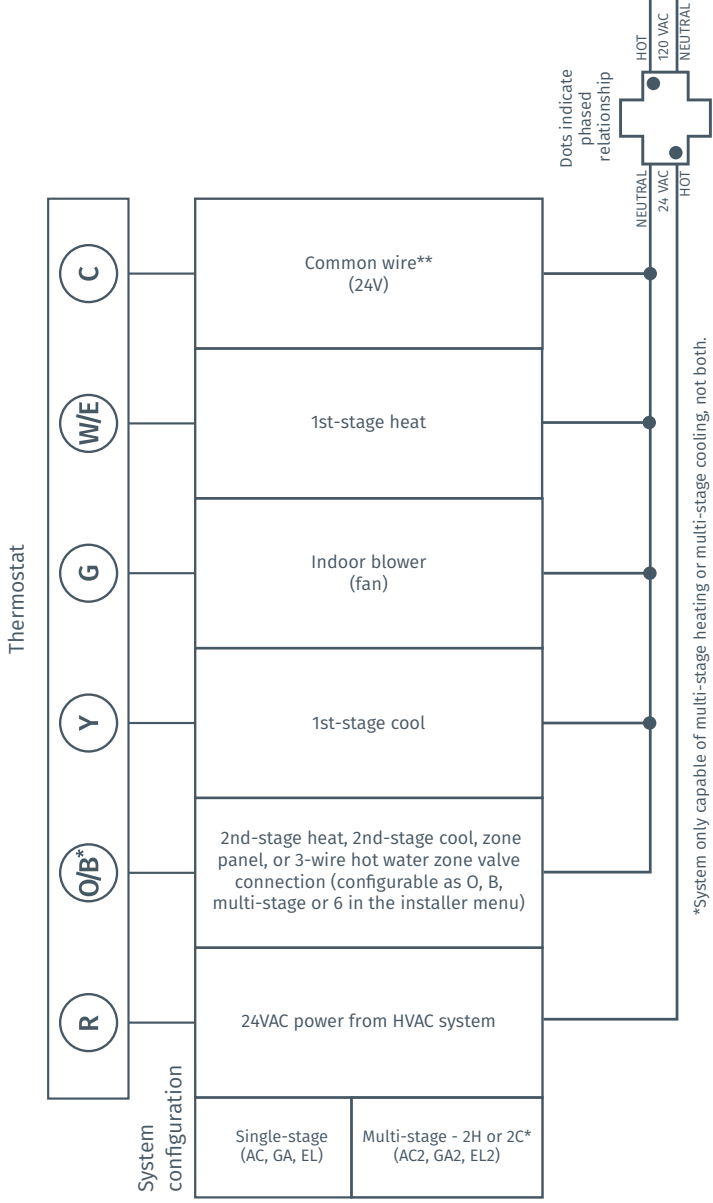 HOT
120 VAC
NEUTRAL
Dots indicate
phased
relationship
NEUTRAL
24 VAC
HOT
Thermostat
C
Common wire**
(24V)
W/E
1st-stage heat
G
Indoor blower
(fan)
Y
1st-stage cool
O/B*
2nd-stage heat, 2nd-stage cool, zone
panel, or 3-wire hot water zone valve
connection (configurable as O, B,
multi-stage or 6 in the installer menu)
R
24VAC power from HVAC system
System
configuration
Single-stage
(AC, GA, EL)
Multi-stage - 2H or 2C*
(AC2, GA2, EL2)
*System only capable of multi-stage heating or multi-stage cooling, not both.